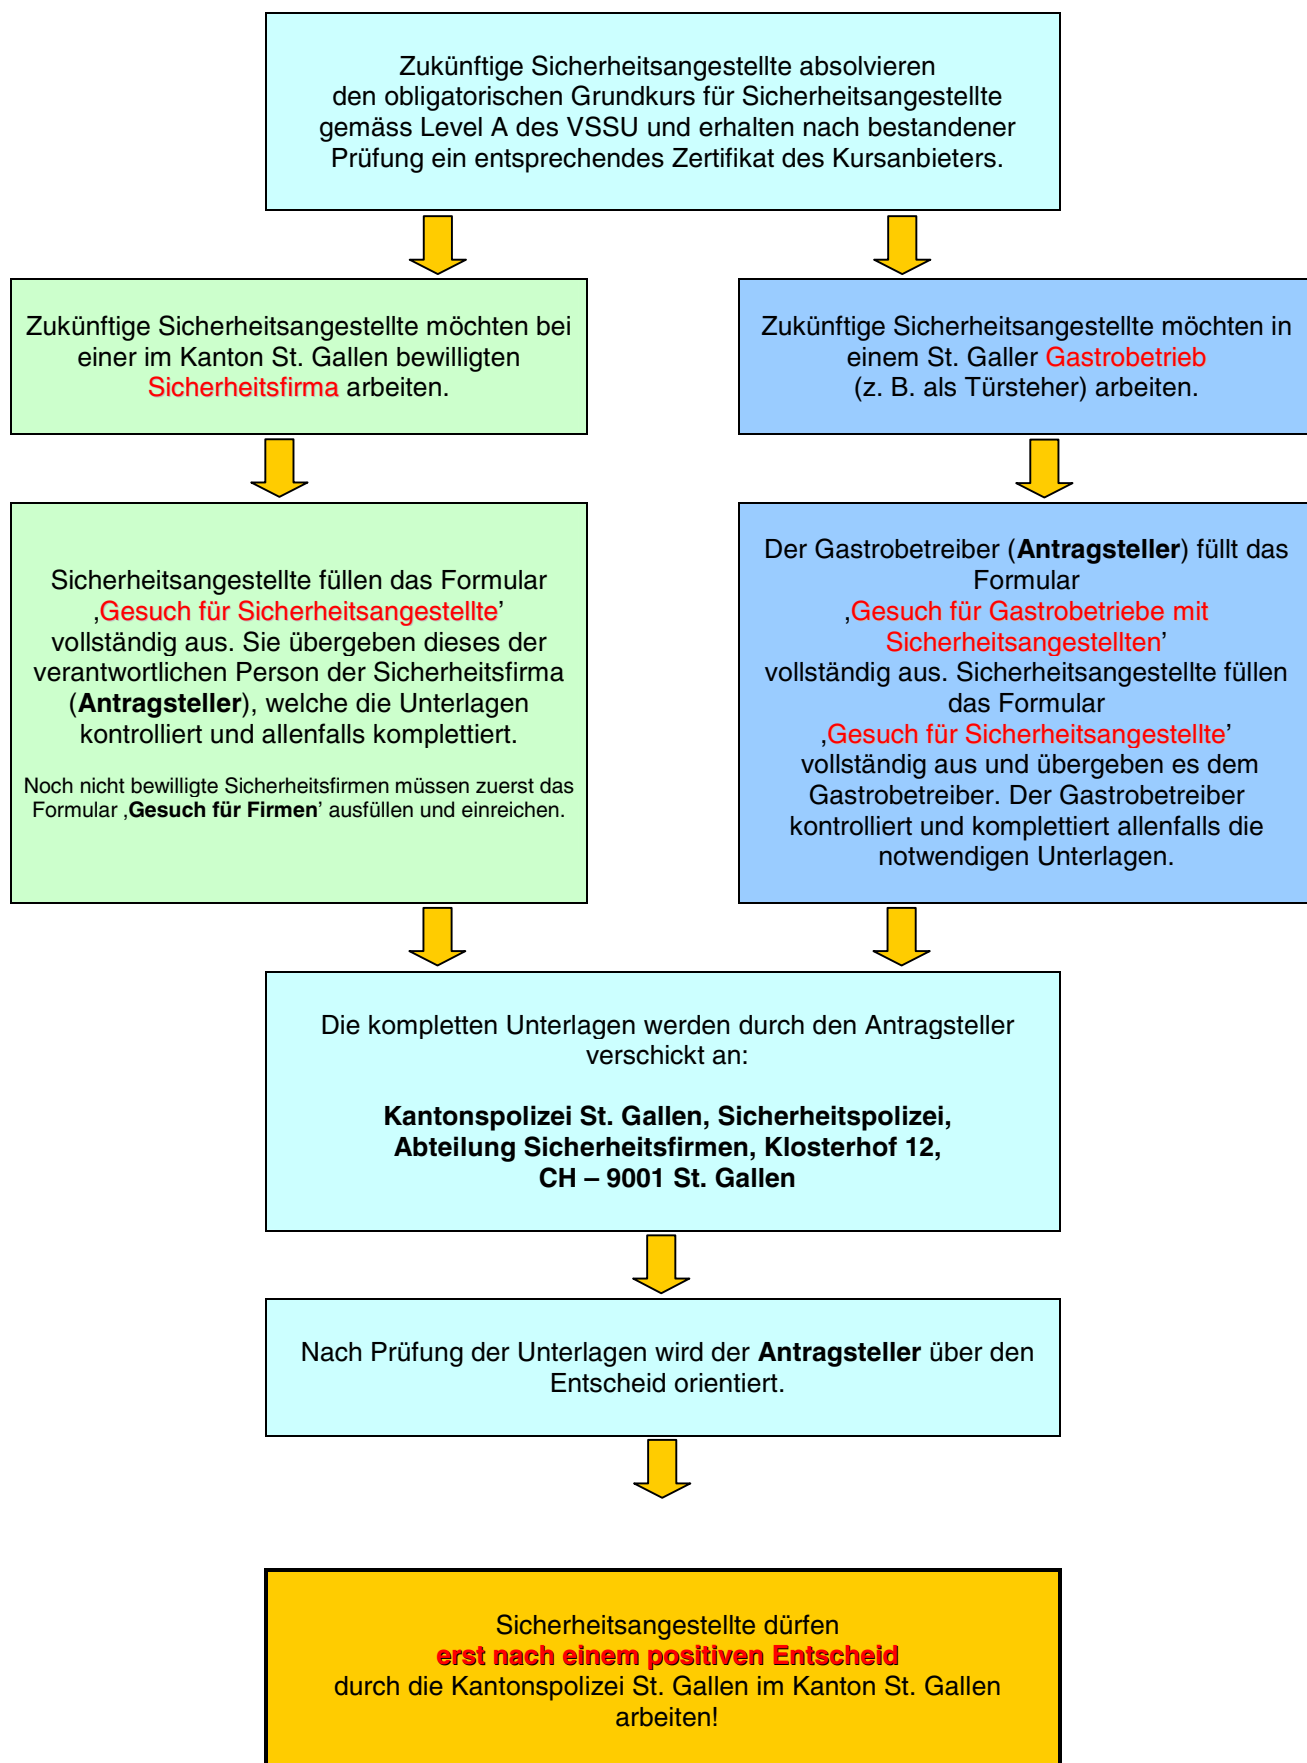 Zukünftige Sicherheitsangestellte absolvieren
den obligatorischen Grundkurs für Sicherheitsangestellte
gemäss Level A des VSSU und erhalten nach bestandener
Prüfung ein entsprechendes Zertifikat des Kursanbieters.
Zukünftige Sicherheitsangestellte möchten bei
einer im Kanton St. Gallen bewilligten
Sicherheitsfirma arbeiten.
Zukünftige Sicherheitsangestellte möchten in
einem St. Galler Gastrobetrieb
(z. B. als Türsteher) arbeiten.
Sicherheitsangestellte füllen das Formular
‚Gesuch für Sicherheitsangestellte’
vollständig aus. Sie übergeben dieses der
verantwortlichen Person der Sicherheitsfirma
(Antragsteller), welche die Unterlagen
kontrolliert und allenfalls komplettiert.
Noch nicht bewilligte Sicherheitsfirmen müssen zuerst das
Formular ‚Gesuch für Firmen’ ausfüllen und einreichen.
Der Gastrobetreiber (Antragsteller) füllt das
Formular
‚Gesuch für Gastrobetriebe mit
Sicherheitsangestellten’
vollständig aus. Sicherheitsangestellte füllen
das Formular
‚Gesuch für Sicherheitsangestellte’
vollständig aus und übergeben es dem
Gastrobetreiber. Der Gastrobetreiber
kontrolliert und komplettiert allenfalls die
notwendigen Unterlagen.
Die kompletten Unterlagen werden durch den Antragsteller
verschickt an:
Kantonspolizei St. Gallen, Sicherheitspolizei,
Abteilung Sicherheitsfirmen, Klosterhof 12,
CH – 9001 St. Gallen
Nach Prüfung der Unterlagen wird der Antragsteller über den
Entscheid orientiert.
Sicherheitsangestellte dürfen
erst nach einem positiven Entscheid
durch die Kantonspolizei St. Gallen im Kanton St. Gallen
arbeiten!